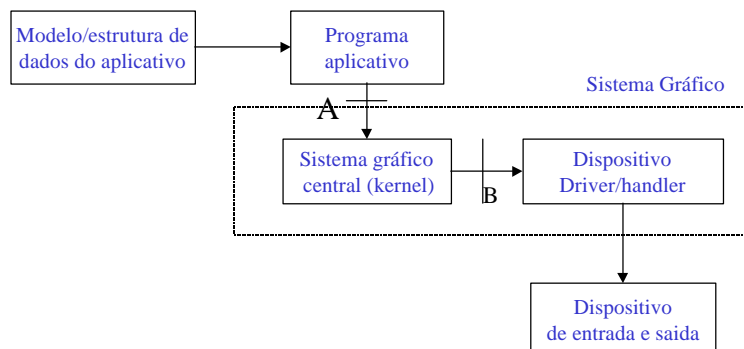 Modelo/estrutura de
dados do aplicativo
Programa
aplicativo
Sistema Gráfico
A
Sistema gráfico
central (kernel)
B
Dispositivo
Driver/handler
Dispositivo
de entrada e saida